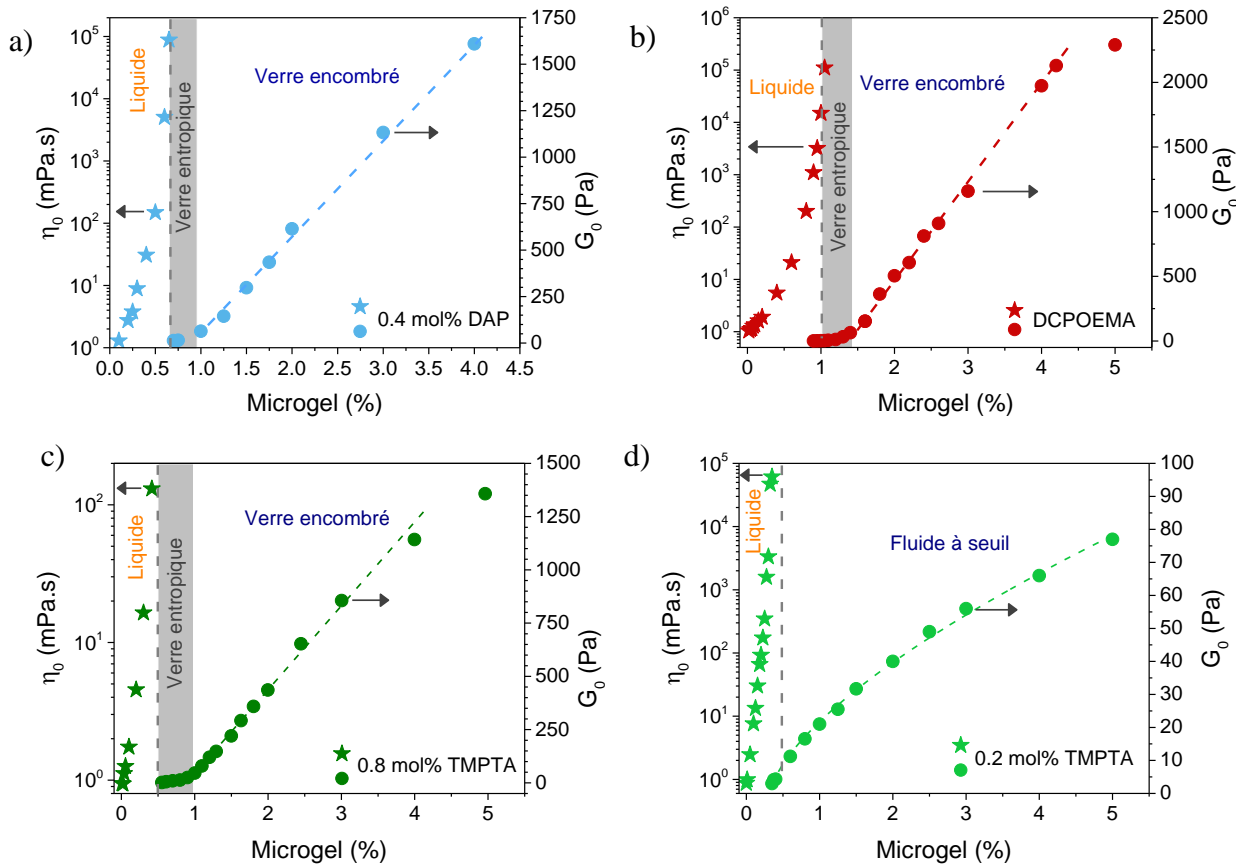 a)
η0 (mPa.s)
10^5
10^4
10^3
10^2
10^1
10^0
Liquide
Verre entropique
Verre encombré
0.4 mol% DAP
1750
1500
1250
1000
750
500
250
0
G0 (Pa)
0.0 0.5 1.0 1.5 2.0 2.5 3.0 3.5 4.0 4.5
Microgel (%)
b)
η0 (mPa.s)
10^6
10^5
10^4
10^3
10^2
10^1
10^0
Liquide
Verre entropique
Verre encombré
DCPOEMA
2500
2000
1500
1000
500
0
G0 (Pa)
0 1 2 3 4 5
Microgel (%)
c)
η0 (mPa.s)
10^2
10^1
10^0
Liquide
Verre entropique
Verre encombré
0.8 mol% TMPTA
1500
1250
1000
750
500
250
0
G0 (Pa)
0 1 2 3 4 5
Microgel (%)
d)
η0 (mPa.s)
10^5
10^4
10^3
10^2
10^1
10^0
Liquide
Fluide à seuil
0.2 mol% TMPTA
100
90
80
70
60
50
40
30
20
10
0
G0 (Pa)
0 1 2 3 4 5
Microgel (%)